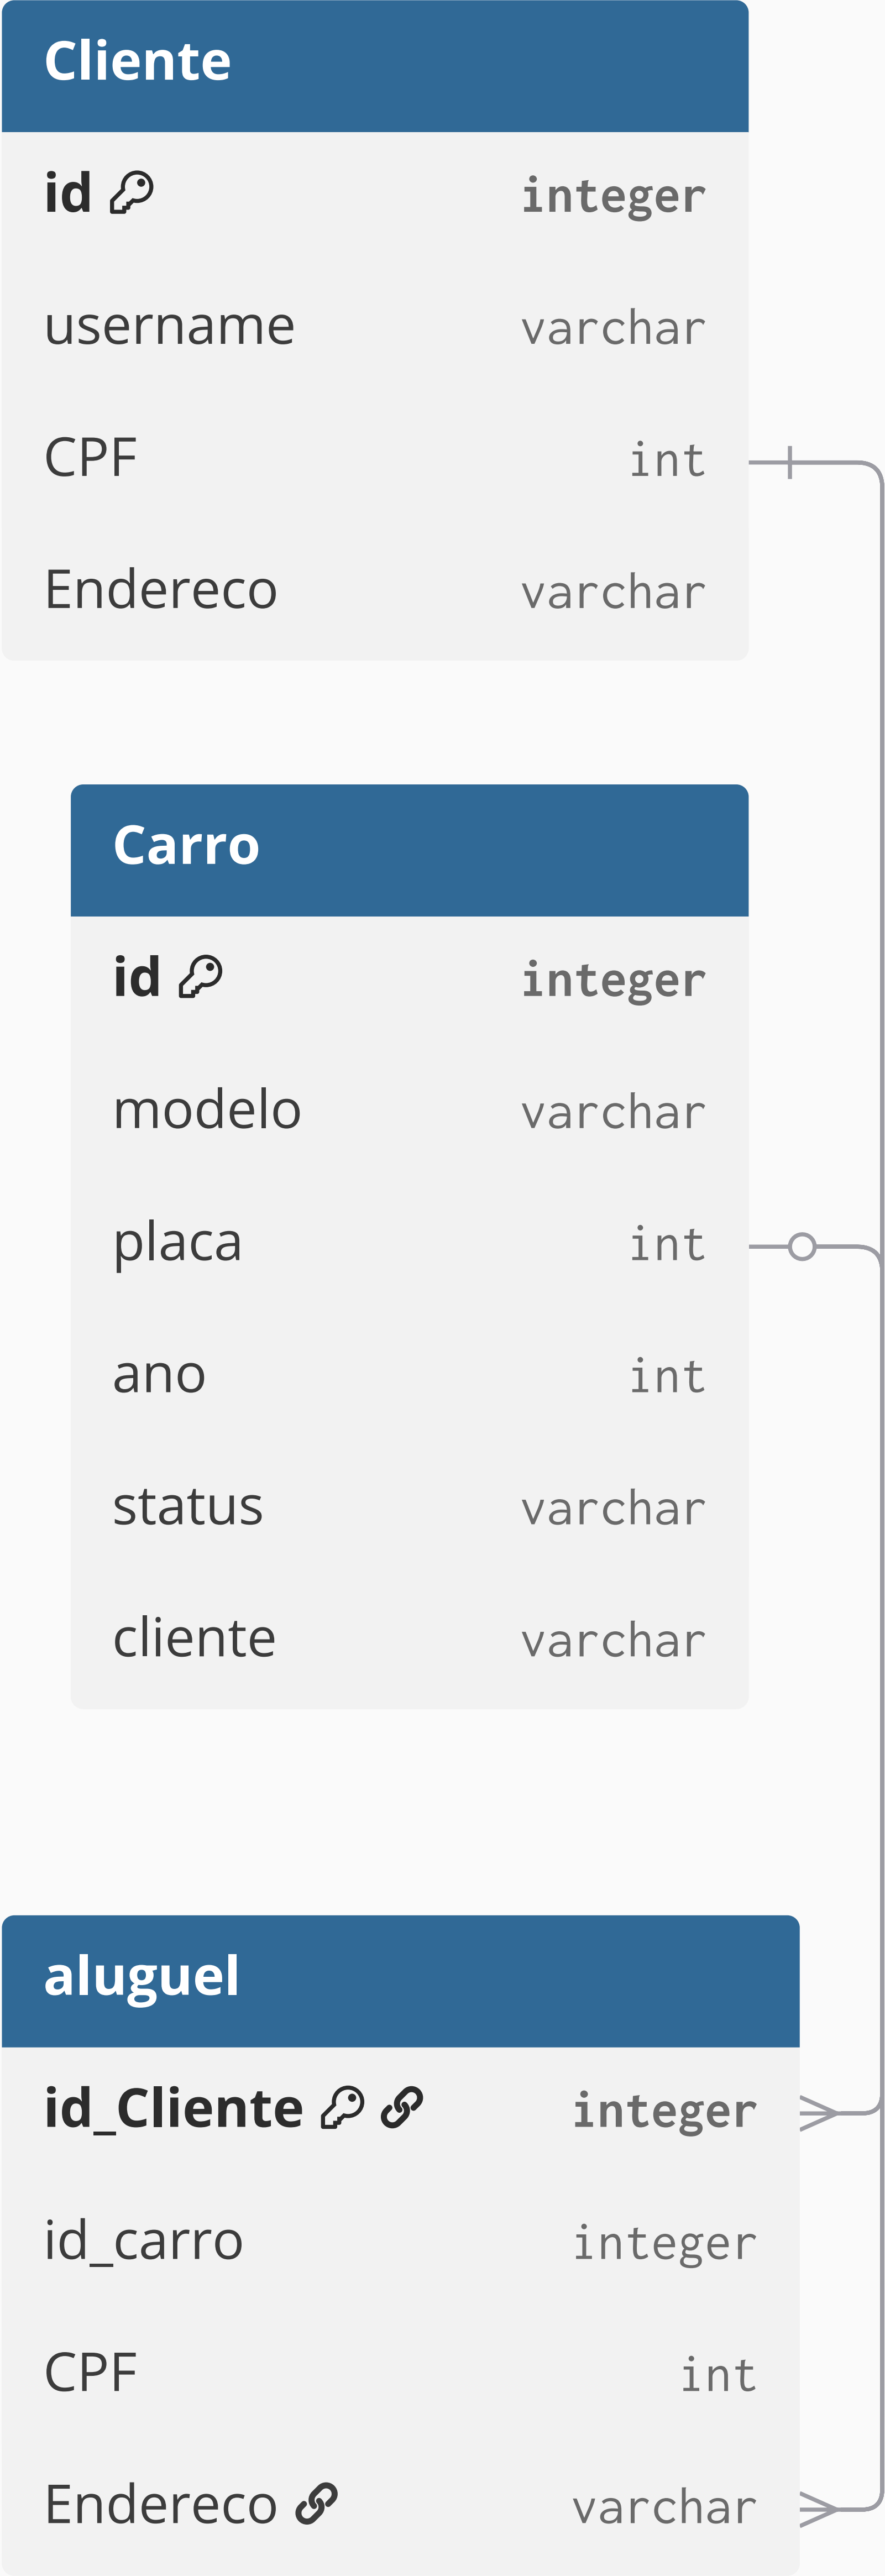 Cliente
id integer
username varchar
CPF int
Endereco varchar
Carro
id integer
modelo varchar
placa int
ano int
status varchar
cliente varchar
aluguel
id_Cliente integer
id_carro integer
CPF int
Endereco varchar